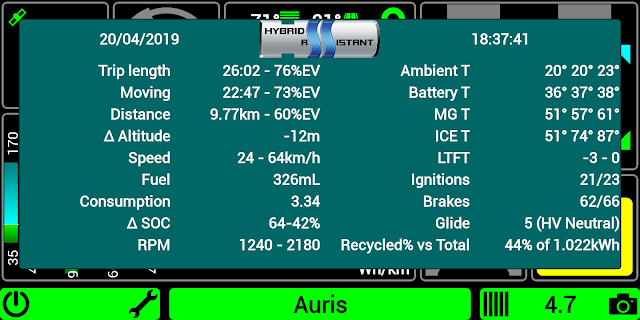 71° 91°
HYBRID
ASSISTANT
20/04/2019 18:37:41
Trip length 26:02 - 76%EV Ambient T 20° 20° 23°
Moving 22:47 - 73%EV Battery T 36° 37° 38°
Distance 9.77km - 60%EV MG T 51° 57° 61°
Δ Altitude -12m ICE T 51° 74° 87°
Speed 24 - 64km/h LTFT -3 - 0
Fuel 326mL Ignitions 21/23
Consumption 3.34 Brakes 62/66
Δ SOC 64-42% Glide 5 (HV Neutral)
RPM 1240 - 2180 Recycled% vs Total 44% of 1.022kWh
170
35
Wh/Km
Auris 4.7